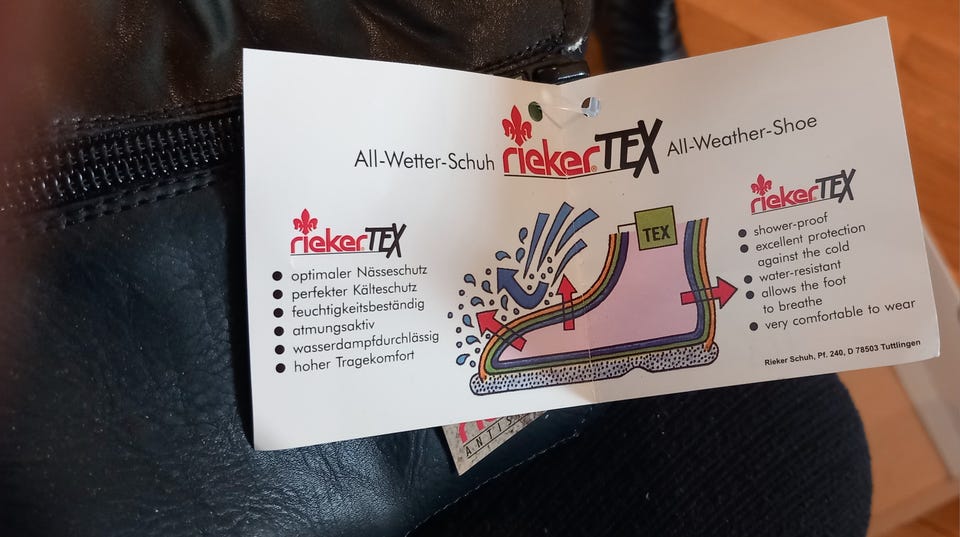 All-Wetter-Schuh riekerTEX All-Weather-Shoe
riekerTEX
optimaler Nässeschutz
perfekter Kälteschutz
feuchtigkeitsbeständig
atmungsaktiv
wasserdampfdurchlässig
hoher Tragekomfort
TEX
riekerTEX
shower-proof
excellent protection
against the cold
water-resistant
allows the foot
to breathe
very comfortable to wear
Rieker Schuh, Pf. 240, D 78503 Tuttlingen